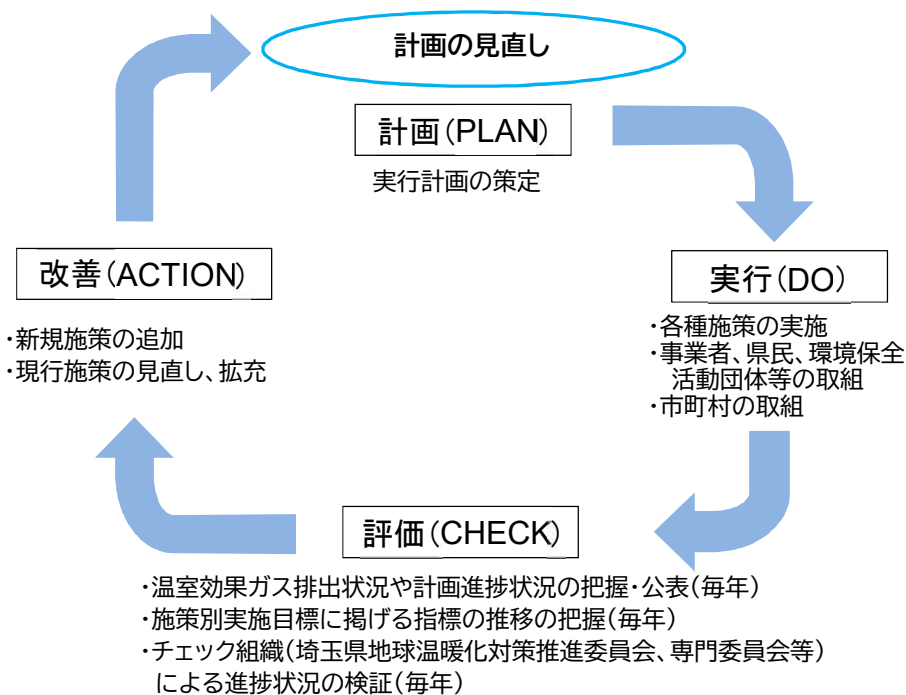 計画の見直し
計画(PLAN)
実行計画の策定
実行(DO)
・各種施策の実施
・事業者、県民、環境保全
活動団体等の取組
・市町村の取組
評価(CHECK)
・温室効果ガス排出状況や計画進捗状況の把握・公表(毎年)
・施策別実施目標に掲げる指標の推移の把握(毎年)
・チェック組織(埼玉県地球温暖化対策推進委員会、専門委員会等)
による進捗状況の検証(毎年)
改善(ACTION)
・新規施策の追加
・現行施策の見直し、拡充